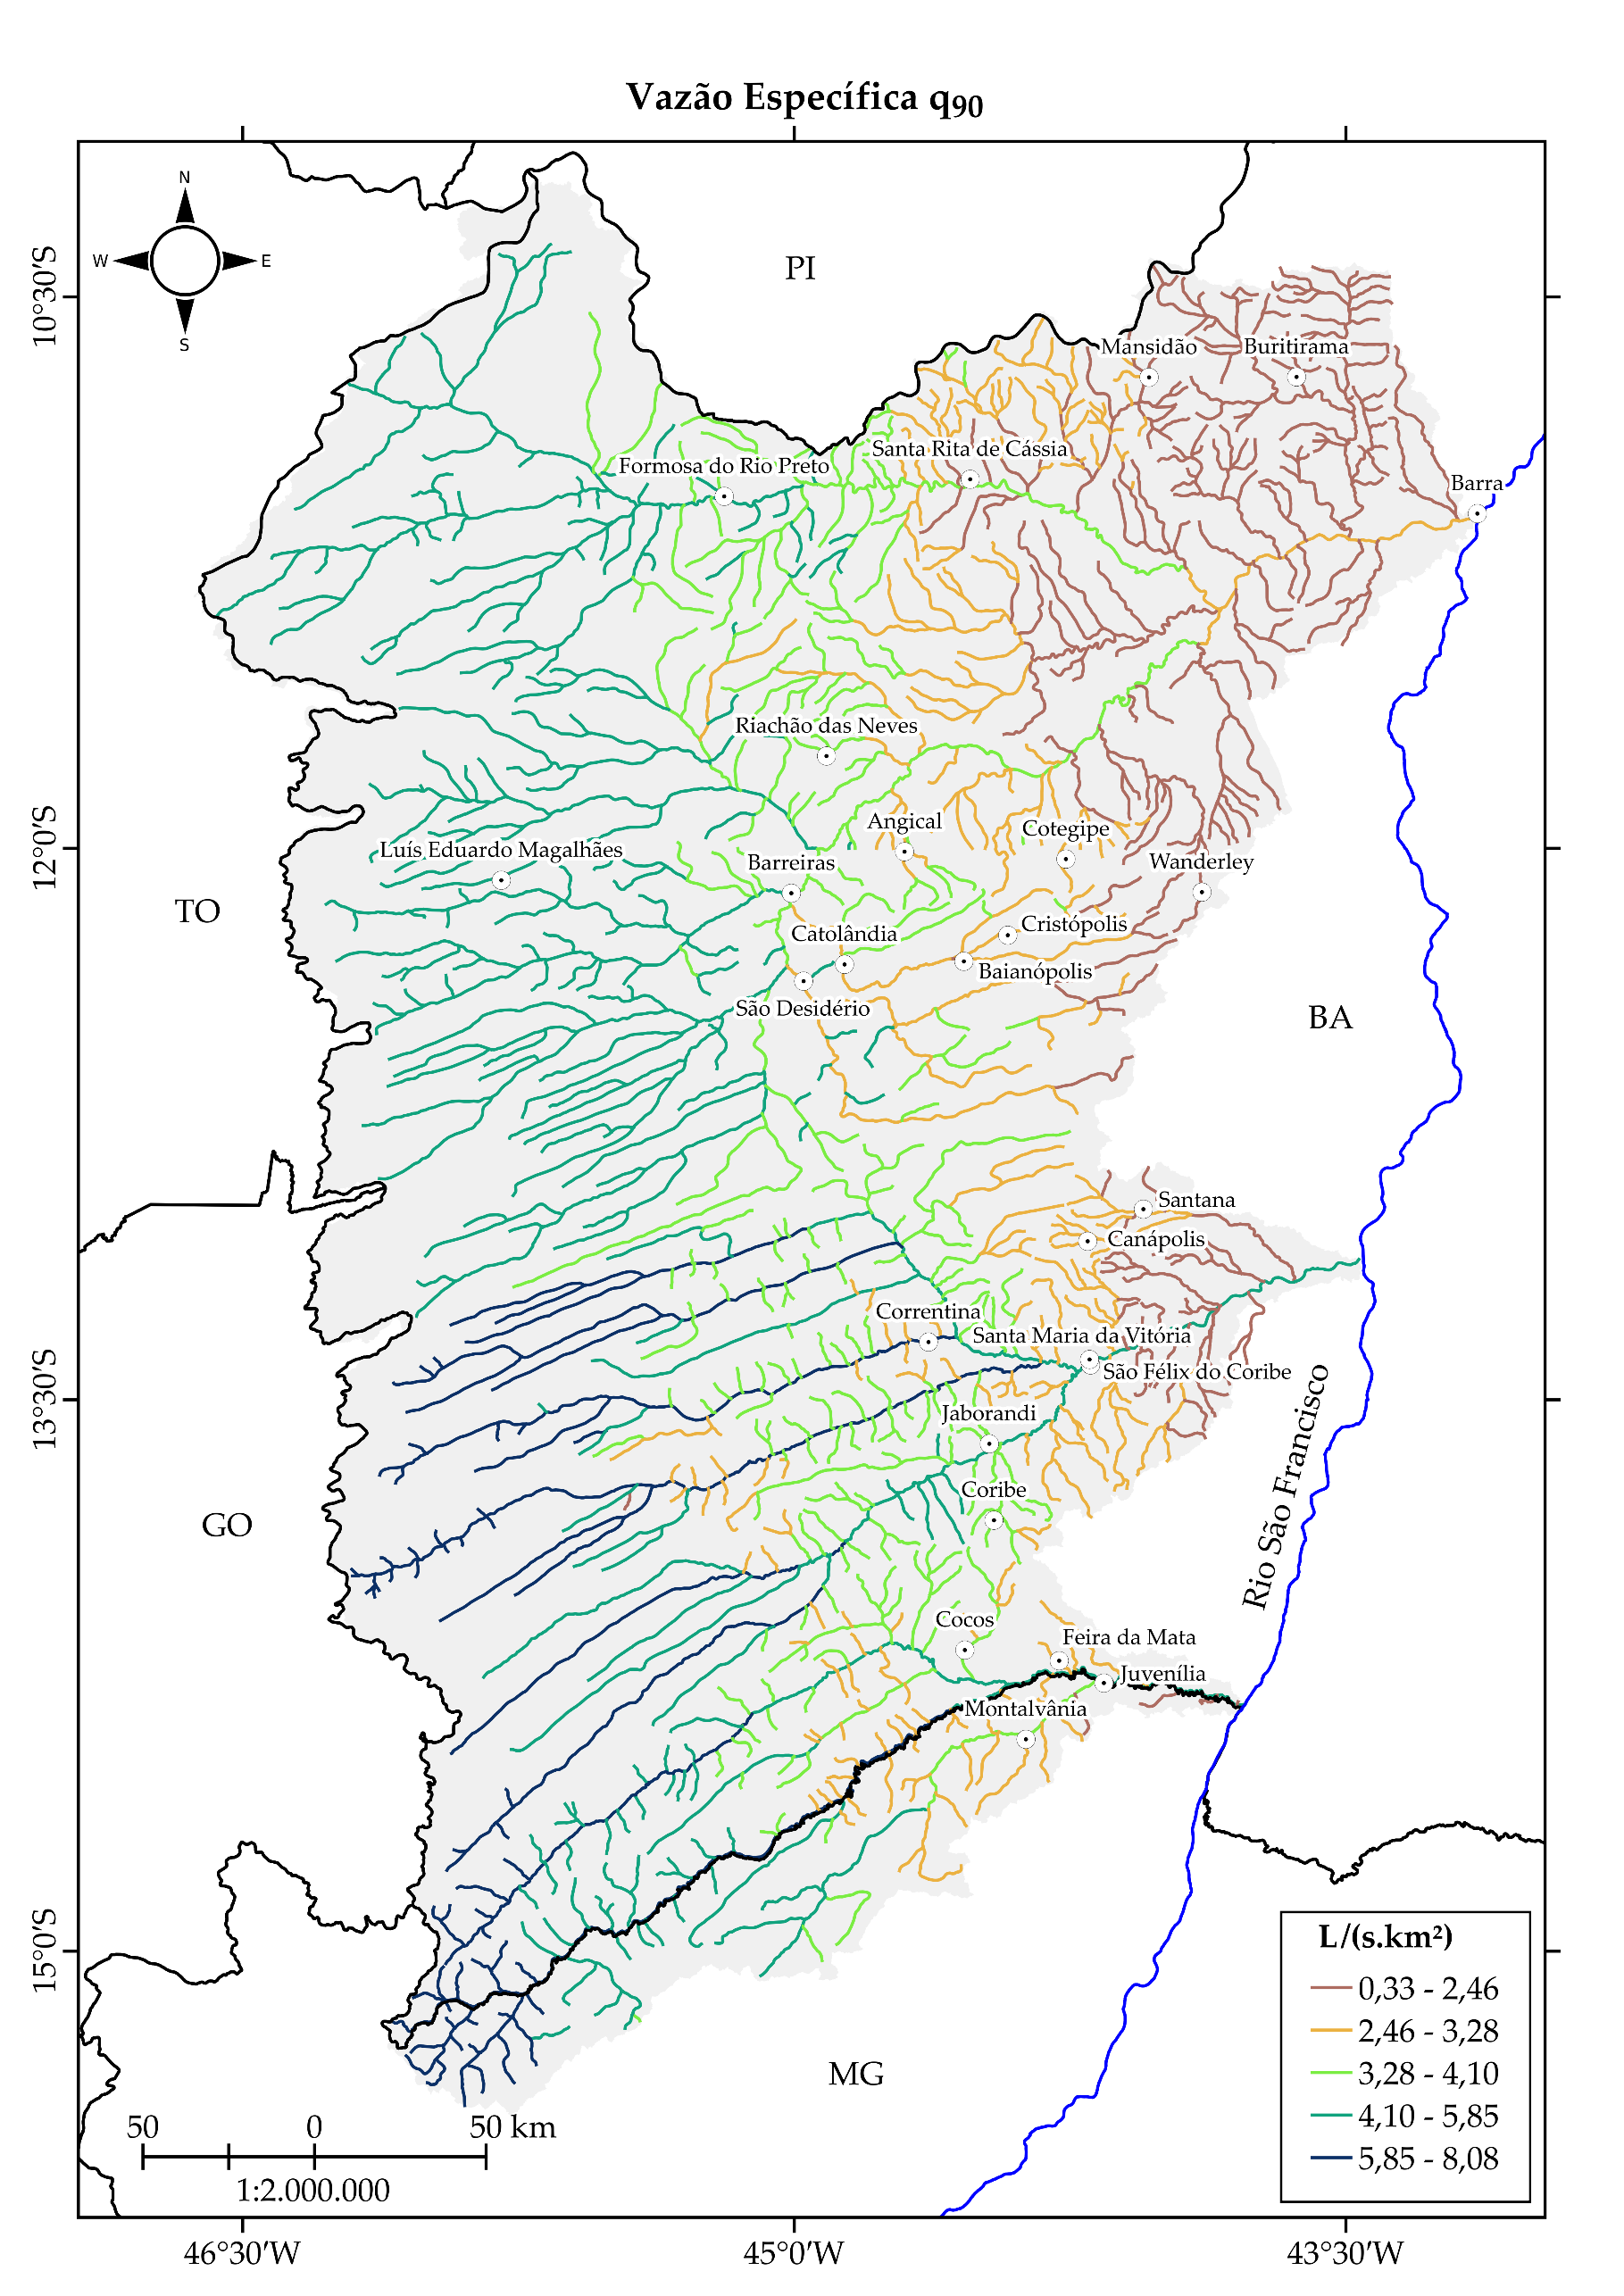 Vazão Específica q90
N
W E
S
PI
10°30'S
Mansidão
Buritirama
Santa Rita de Cássia
Formosa do Rio Preto
Barra
Riachão das Neves
Angical
Cotegipe
12°0'S
Luís Eduardo Magalhães
Barreiras
Wanderley
TO
Catolândia
Cristópolis
Baianópolis
São Desidério
BA
Santana
Canápolis
Correntina
Santa Maria da Vitória
São Félix do Coribe
13°30'S
Jaborandi
Rio São Francisco
Coribe
GO
Cocos
Feira da Mata
Juvenília
Montalvânia
15°0'S
L/(s.km²)
0,33 - 2,46
2,46 - 3,28
3,28 - 4,10
4,10 - 5,85
5,85 - 8,08
MG
50 0 50 km
1:2.000.000
46°30'W 45°0'W 43°30'W